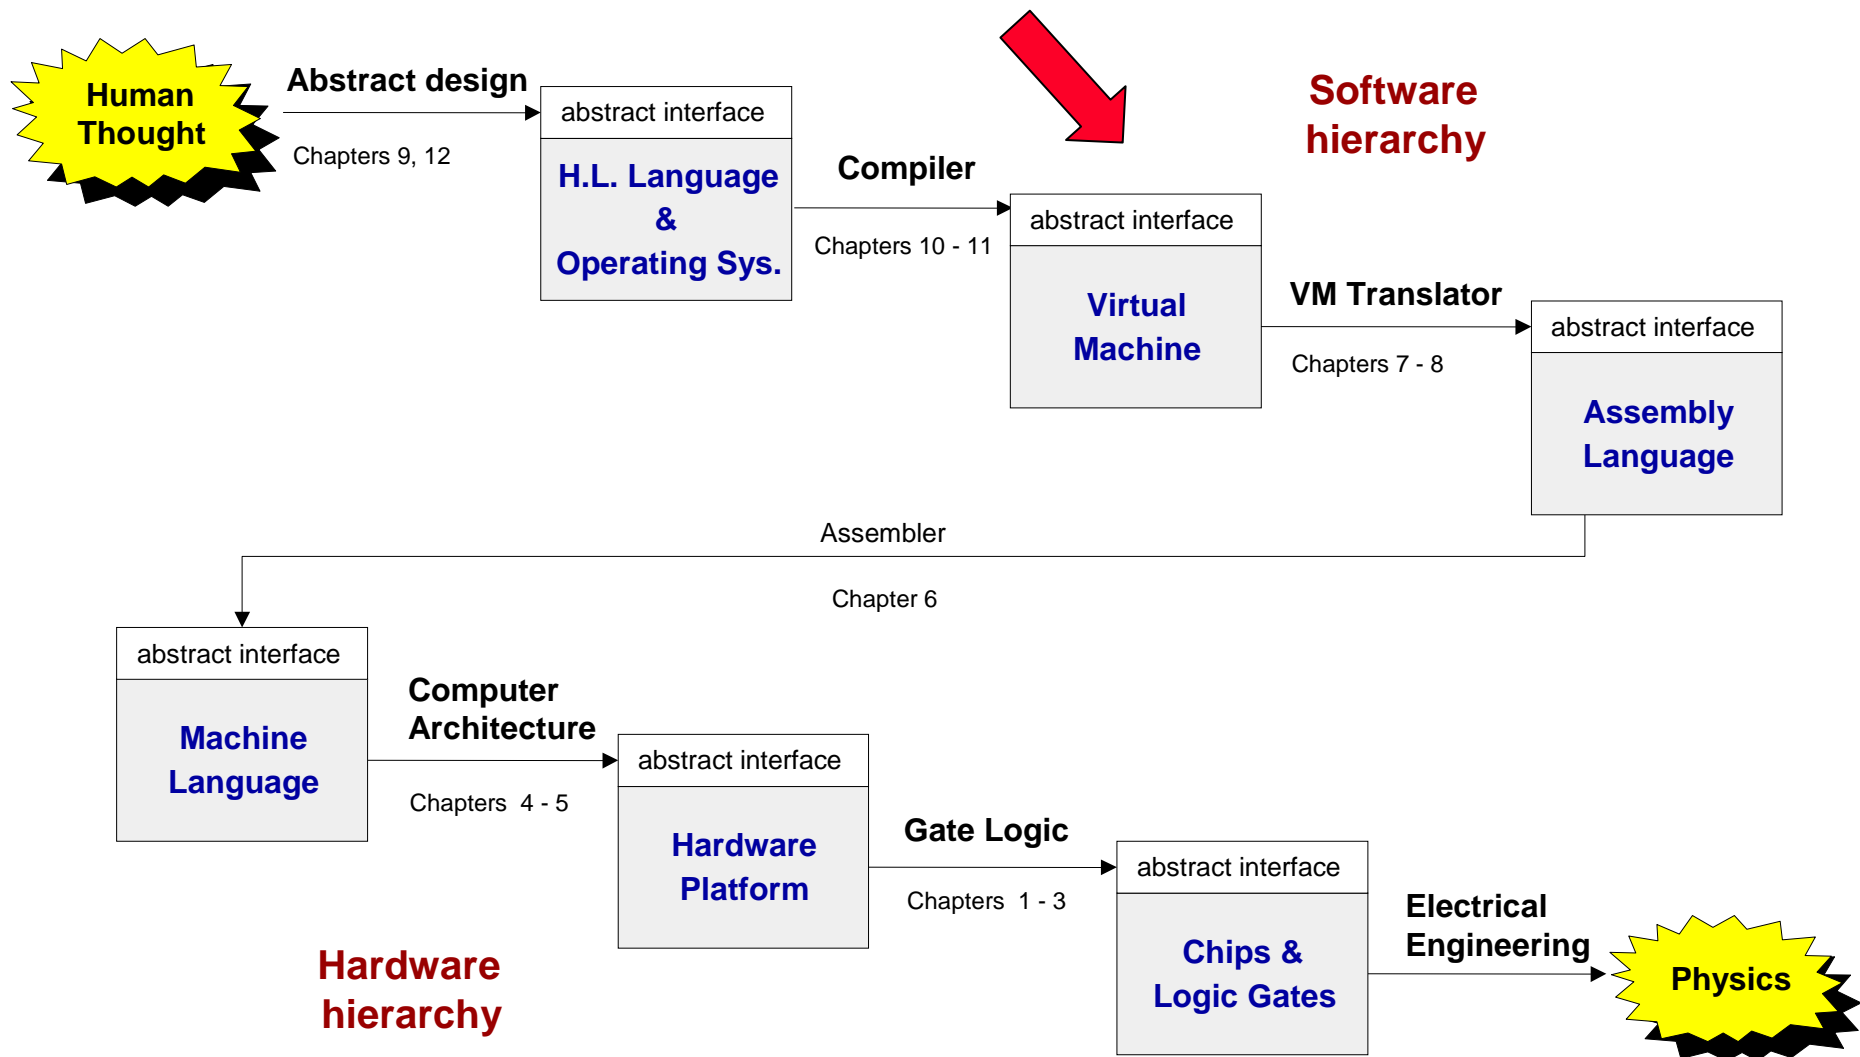 Human
Thought
Abstract design
Chapters 9, 12
abstract interface
H.L. Language
&
Operating Sys.
Compiler
Chapters 10 - 11
Software
hierarchy
abstract interface
Virtual
Machine
VM Translator
Chapters 7 - 8
abstract interface
Assembly
Language
Assembler
Chapter 6
abstract interface
Machine
Language
Computer
Architecture
Chapters 4 - 5
abstract interface
Hardware
Platform
Gate Logic
Chapters 1 - 3
abstract interface
Chips &
Logic Gates
Electrical
Engineering
Physics
Hardware
hierarchy